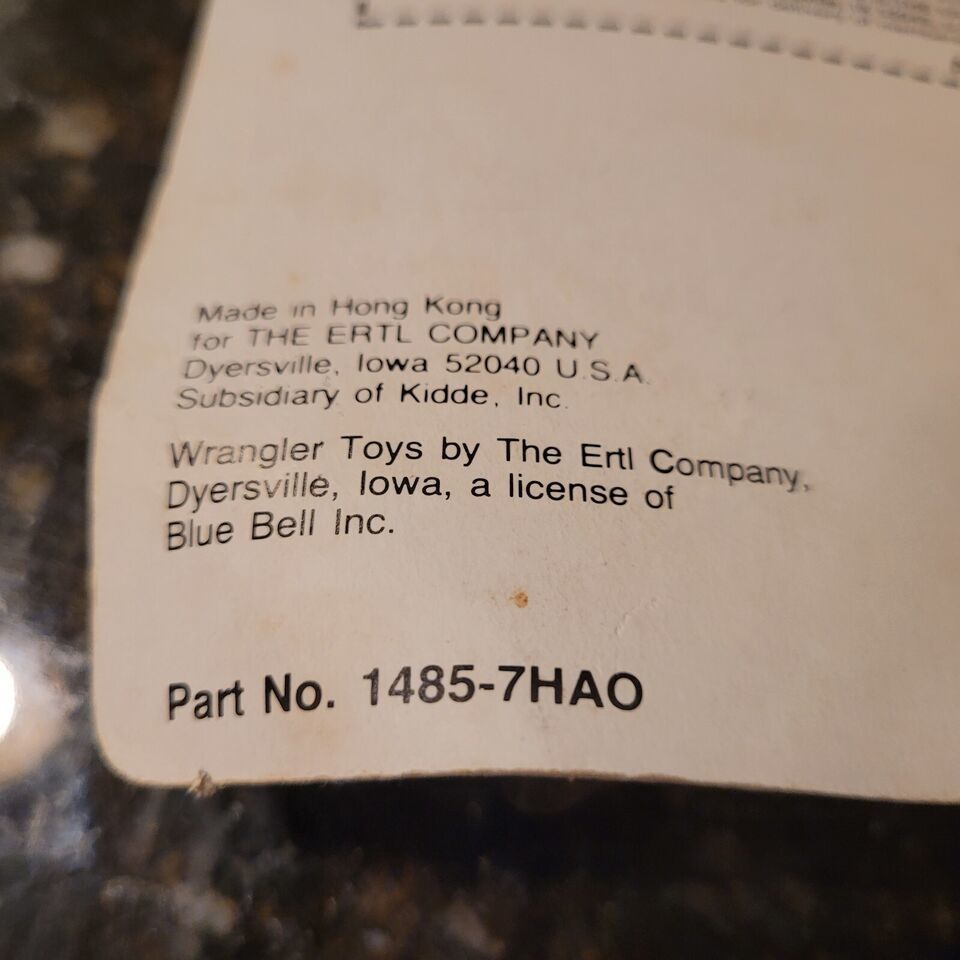 Made in Hong Kong
for THE ERTL COMPANY
Dyersville, Iowa 52040 U.S.A.
Subsidiary of Kidde, Inc.
Wrangler Toys by The Ertl Company,
Dyersville, Iowa, a license of
Blue Bell Inc.
Part No. 1485-7HAO